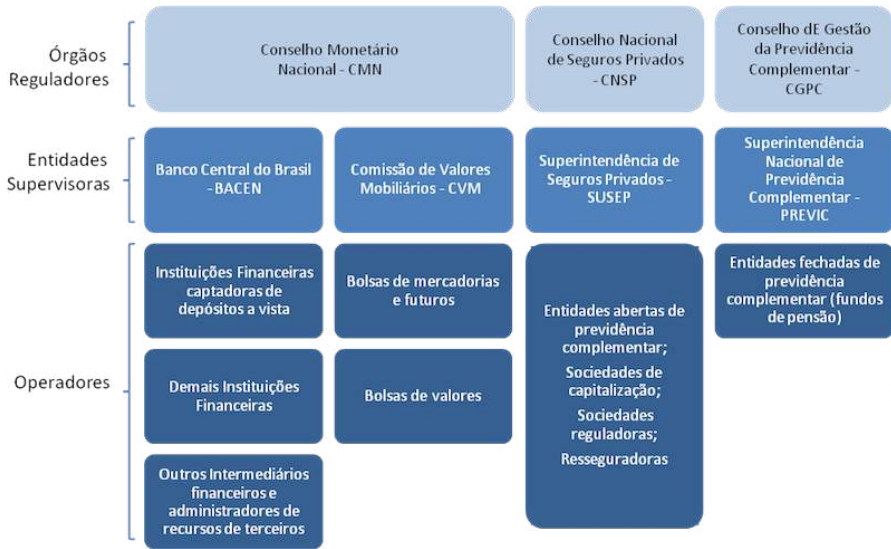 Órgãos
Reguladores
Conselho Monetário
Nacional - CMN
Conselho Nacional
de Seguros Privados
- CNSP
Conselho dE Gestão
da Previdência
Complementar -
CGPC
Entidades
Supervisoras
Banco Central do Brasil
- BACEN
Comissão de Valores
Mobiliários - CVM
Superintendência de
Seguros Privados -
SUSEP
Superintendência
Nacional de
Previdência
Complementar -
PREVIC
Operadores
Instituições Financeiras
captadoras de
depósitos a vista
Bolsas de mercadorias
e futuros
Entidades abertas de
previdência
complementar;
Sociedades de
capitalização;
Sociedades
reguladoras;
Resseguradoras
Entidades fechadas de
previdência
complementar (fundos
de pensão)
Demais Instituições
Financeiras
Bolsas de valores
Outros Intermediários
financeiros e
administradores de
recursos de terceiros